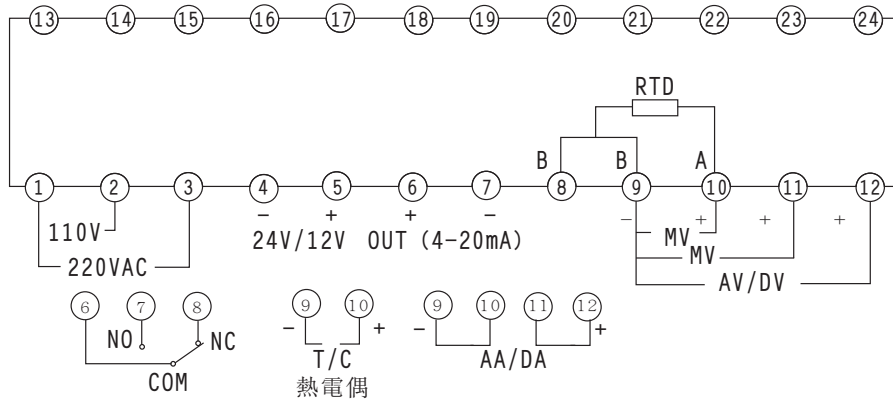 13 14 15 16 17 18 19 20 21 22 23 24
RTD
B B A
1 2 3 4 5 6 7 8 9 10 11 12
- + + - - + + +
110V 24V/12V OUT (4-20mA) MV
MV
220VAC AV/DV
6 7 8 9 10 9 10 11 12
NO NC - + - +
T/C AA/DA
COM 熱電偶